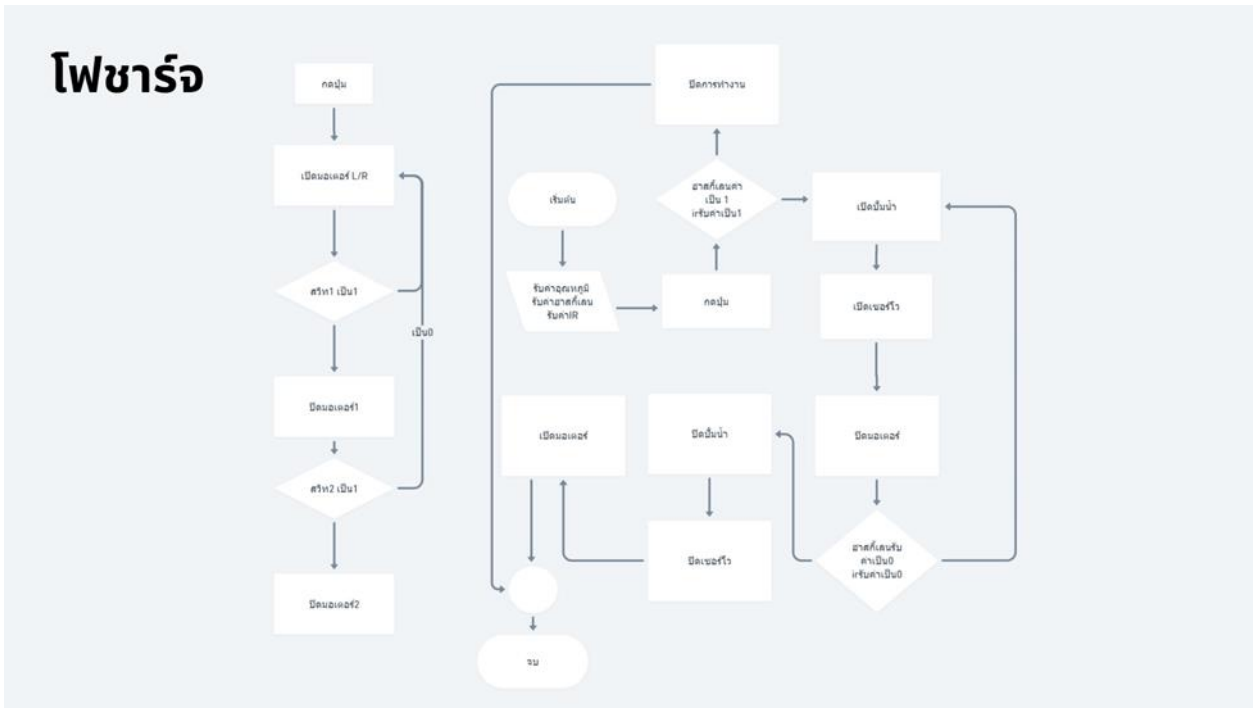 โฟชาร์จ
กดปุ่ม
เปิดมอเตอร์ L/R
สวิท1 เป็น1
เป็น0
ปิดมอเตอร์1
สวิท2 เป็น1
ปิดมอเตอร์2
ปิดการทำงาน
เริ่มต้น
ฮาสกี้เลนค่า
เป็น 1
irรับค่าเป็น1
เปิดปั้มน้ำ
รับค่าอุณหภูมิ
รับค่าฮาสกี้เลน
รับค่าIR
กดปุ่ม
เปิดเซอร์โว
เปิดมอเตอร์
ปิดปั้มน้ำ
ปิดมอเตอร์
ปิดเซอร์โว
ฮาสกี้เลนรับ
ค่าเป็น0
irรับค่าเป็น0
จบ